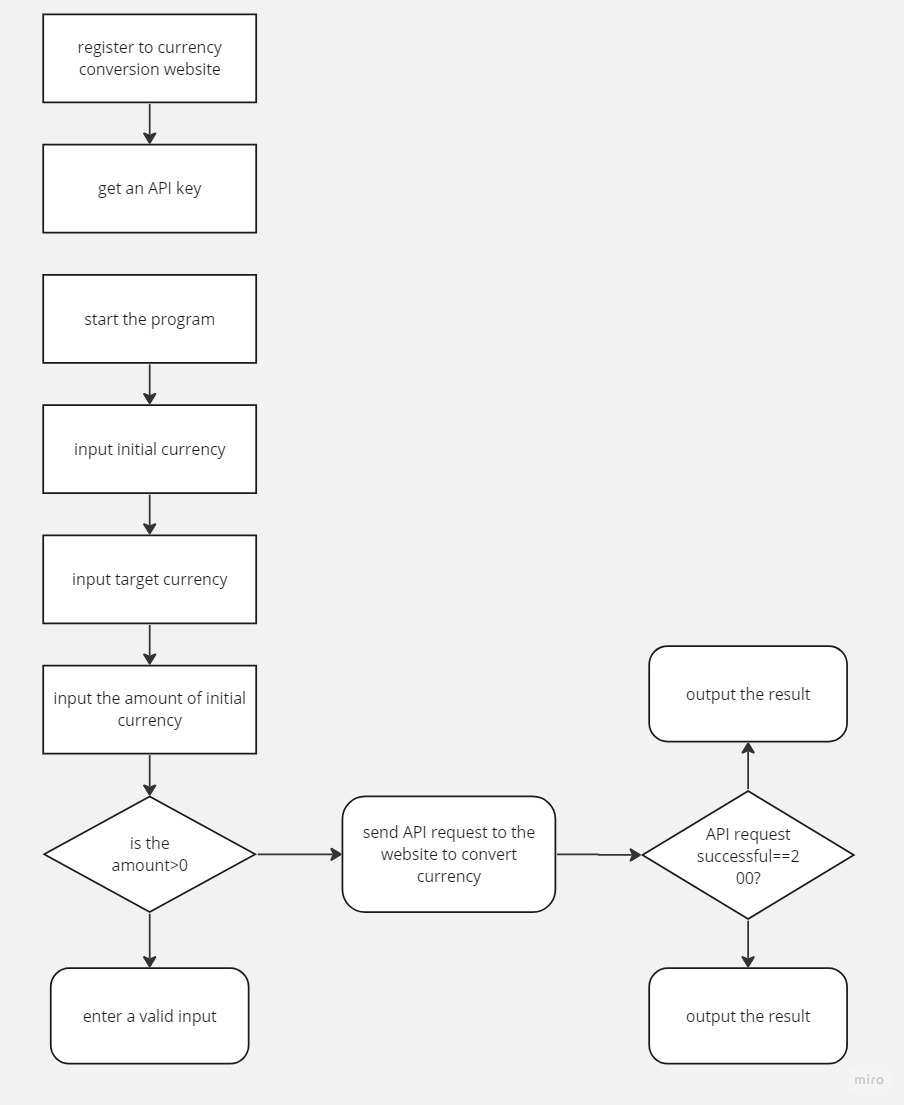 register to currency
conversion website
get an API key
start the program
input initial currency
input target currency
input the amount of initial
currency
is the
amount>0
enter a valid input
send API request to the
website to convert
currency
output the result
API request
successful==2
00?
output the result
miro